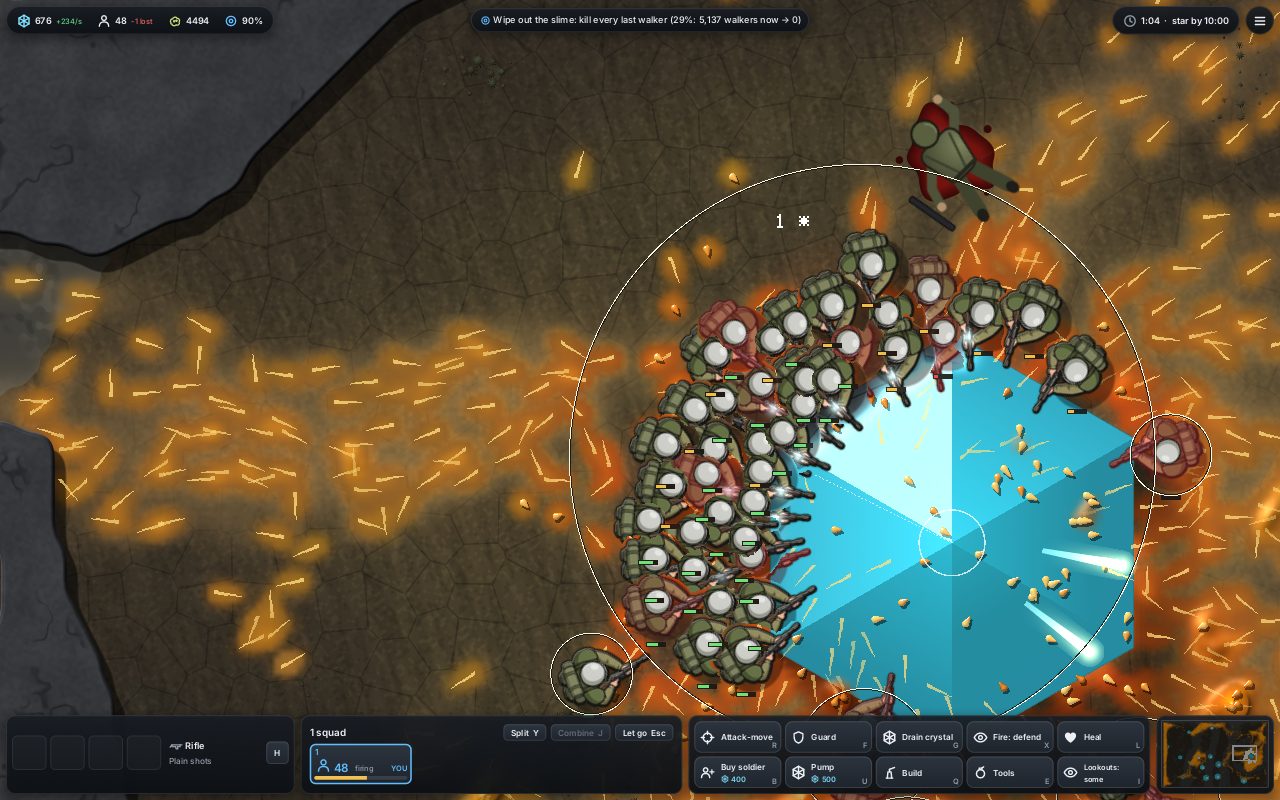 676 +234/s 48 -1 lost 4494 90%
Wipe out the slime: kill every last walker (29%: 5,137 walkers now → 0)
1:04 · star by 10:00
1
Rifle
Plain shots
H
1 squad
Split Y
Combine J
Let go Esc
1
48 firing YOU
Attack-move R
Guard F
Drain crystal G
Fire: defend X
Heal L
Buy soldier 400 B
Pump 500 U
Build Q
Tools E
Lookouts: some I